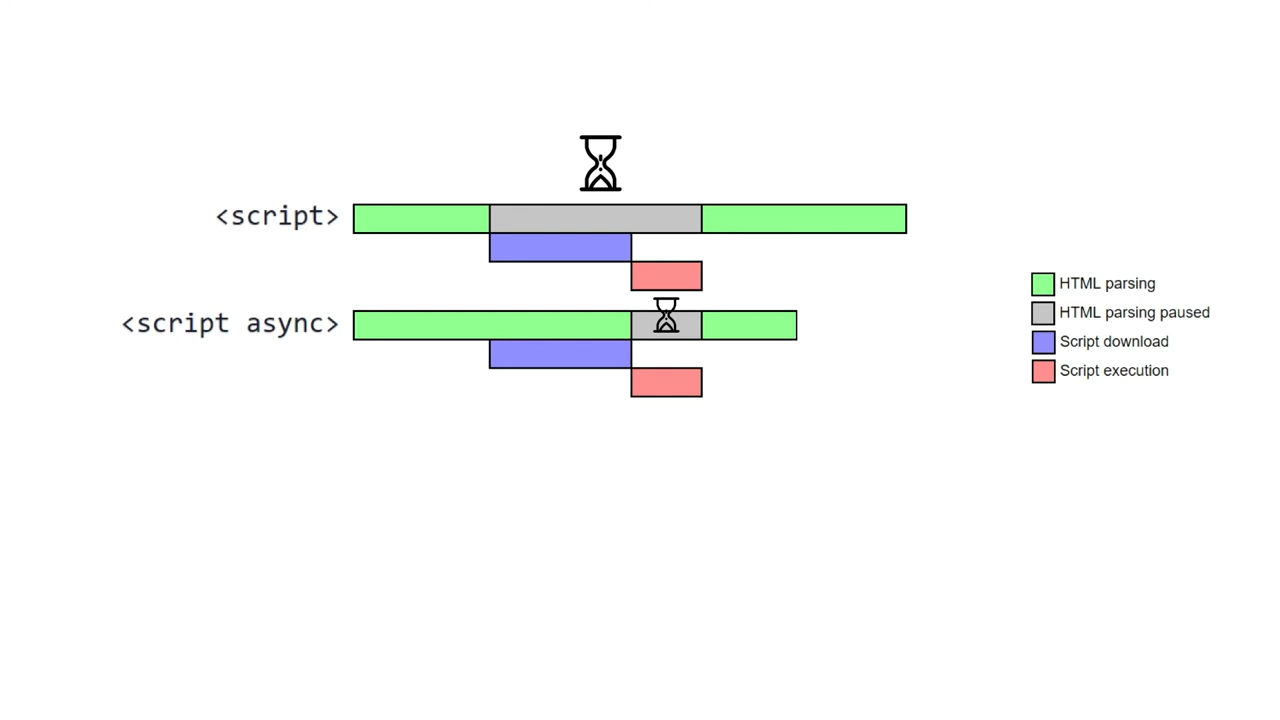 <script>
<script async>
HTML parsing
HTML parsing paused
Script download
Script execution